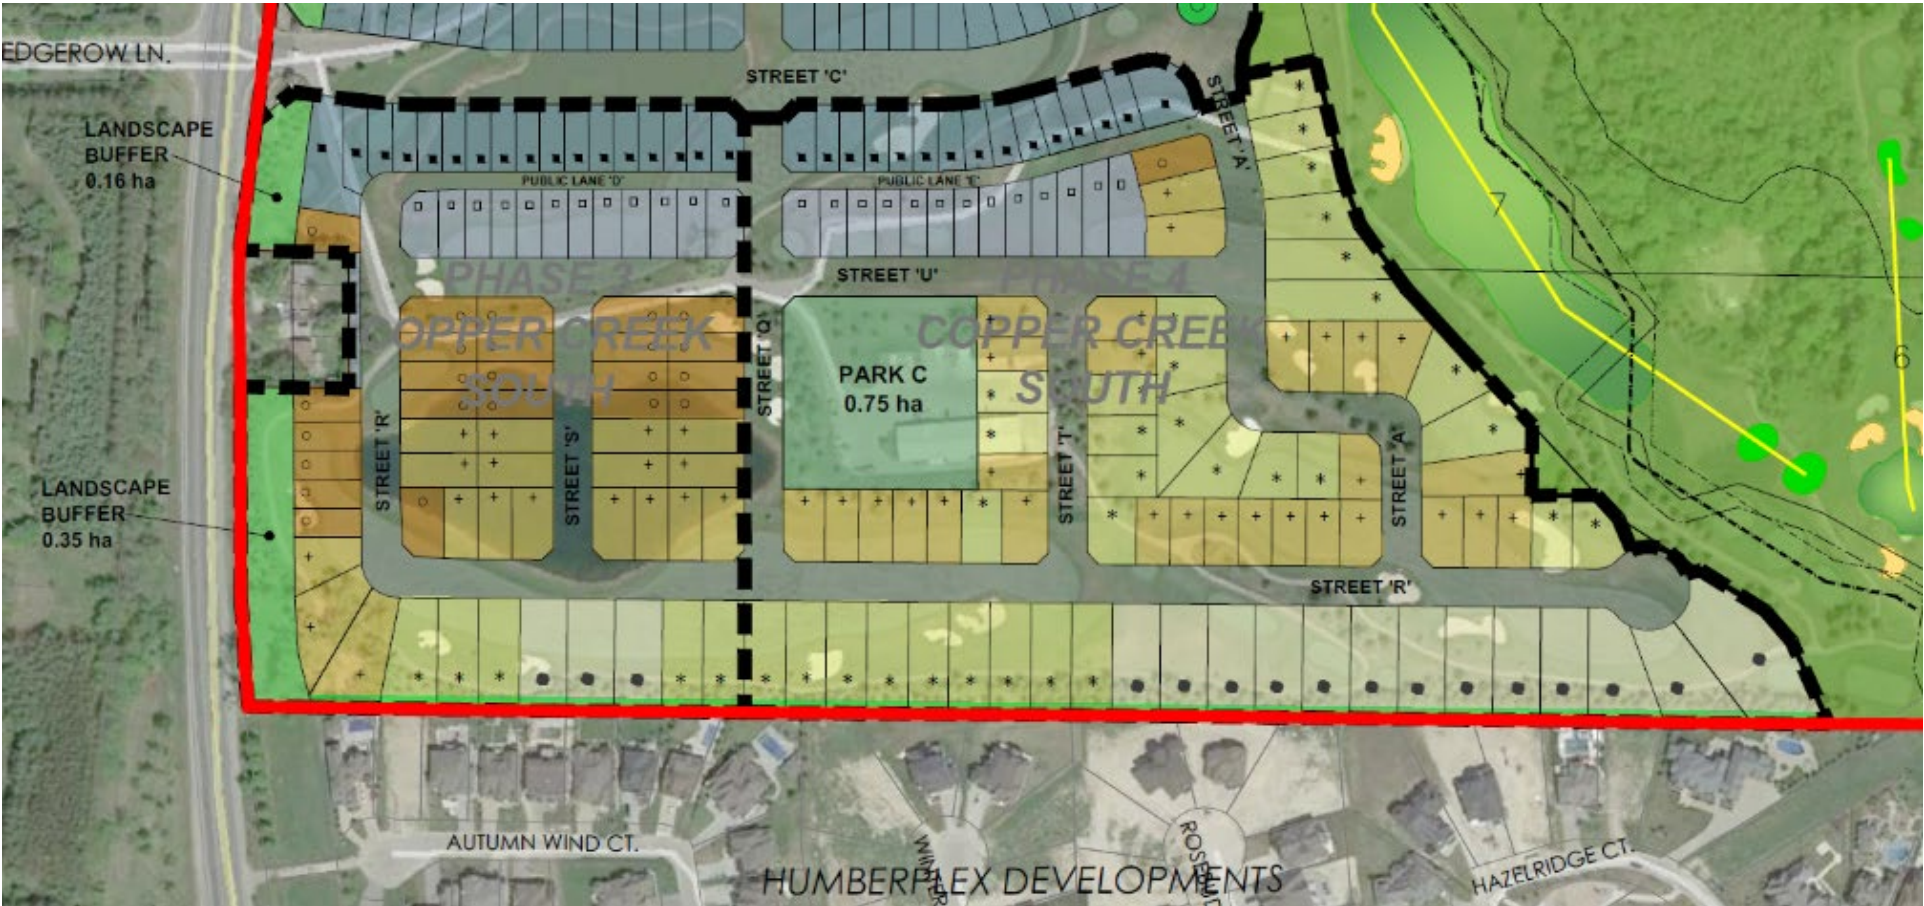 EDGEROW LN.
STREET 'C'
STREET 'A'
LANDSCAPE
BUFFER
0.16 ha
PUBLIC LANE 'D'
PUBLIC LANE 'E'
7
6
STREET 'U'
PHASE 3
COPPER CREEK
SOUTH
PHASE 4
COPPER CREEK
SOUTH
STREET 'Q'
PARK C
0.75 ha
STREET 'R'
STREET 'S'
STREET 'T'
STREET 'A'
LANDSCAPE
BUFFER
0.35 ha
STREET 'R'
AUTUMN WIND CT.
HUMBERPLEX DEVELOPMENTS
HAZELRIDGE CT.